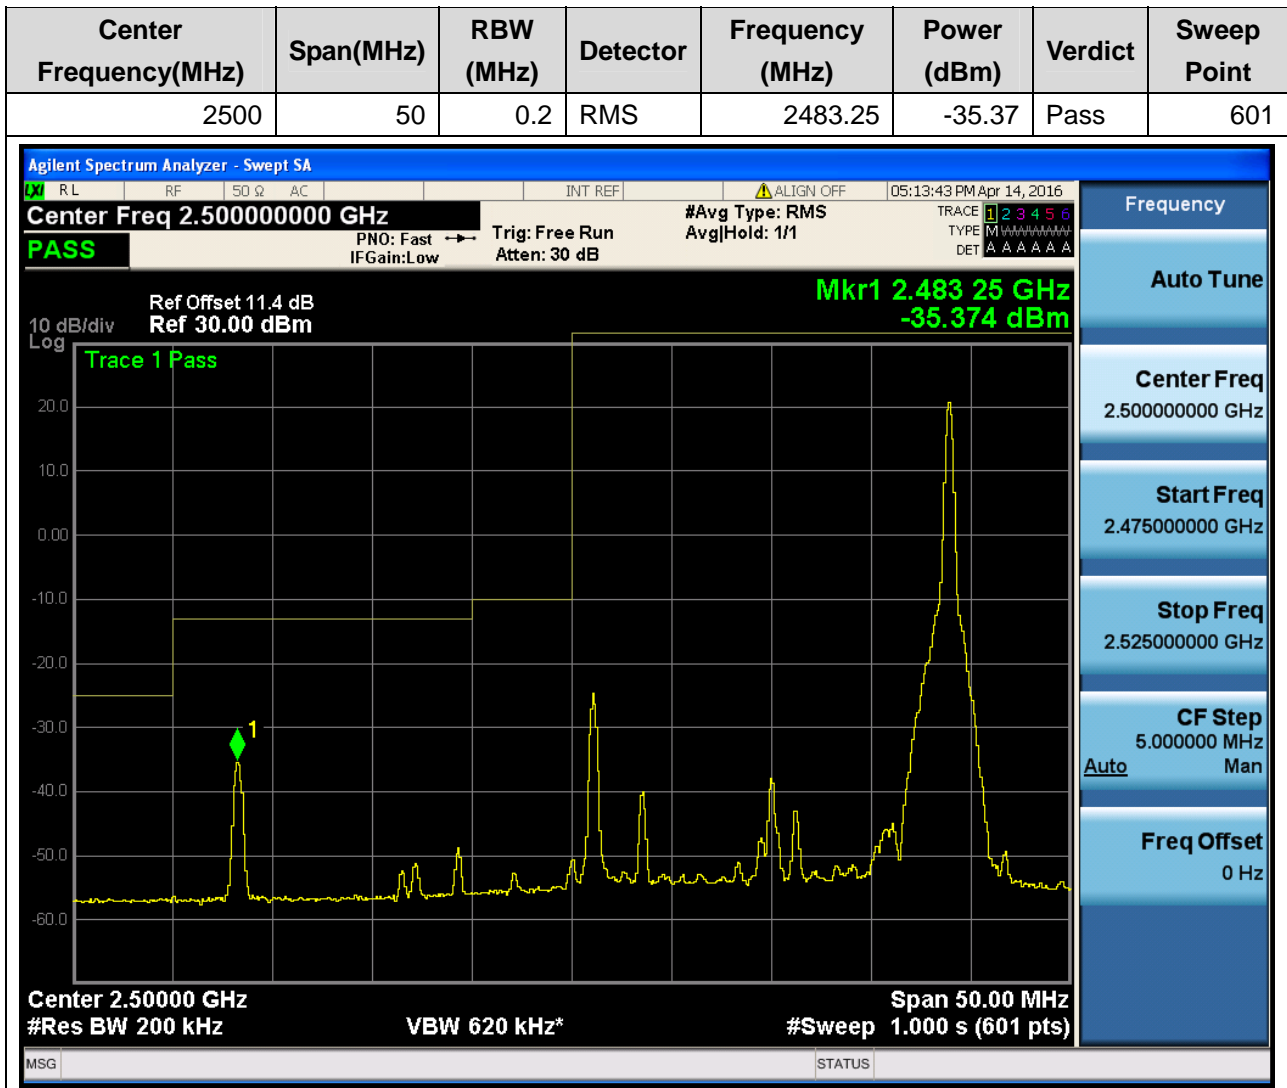 Center Frequency(MHz) Span(MHz) RBW (MHz) Detector Frequency (MHz) Power (dBm) Verdict Sweep Point
2500 50 0.2 RMS 2483.25 -35.37 Pass 601
Agilent Spectrum Analyzer - Swept SA
LXI RL RF 50 Ω AC INT REF ALIGN OFF 05:13:43 PM Apr 14, 2016
Center Freq 2.500000000 GHz
PASS
PNO: Fast
IFGain:Low
Trig: Free Run
Atten: 30 dB
#Avg Type: RMS
Avg|Hold: 1/1
TRACE 1 2 3 4 5 6
TYPE M WWWWW
DET A A A A A A
Mkr1 2.483 25 GHz
-35.374 dBm
Ref Offset 11.4 dB
10 dB/div Ref 30.00 dBm
Log
Trace 1 Pass
20.0
10.0
0.00
-10.0
-20.0
-30.0
-40.0
-50.0
-60.0
1
Center 2.50000 GHz Span 50.00 MHz
#Res BW 200 kHz VBW 620 kHz* #Sweep 1.000 s (601 pts)
MSG STATUS
Frequency
Auto Tune
Center Freq
2.500000000 GHz
Start Freq
2.475000000 GHz
Stop Freq
2.525000000 GHz
CF Step
5.000000 MHz
Auto Man
Freq Offset
0 Hz